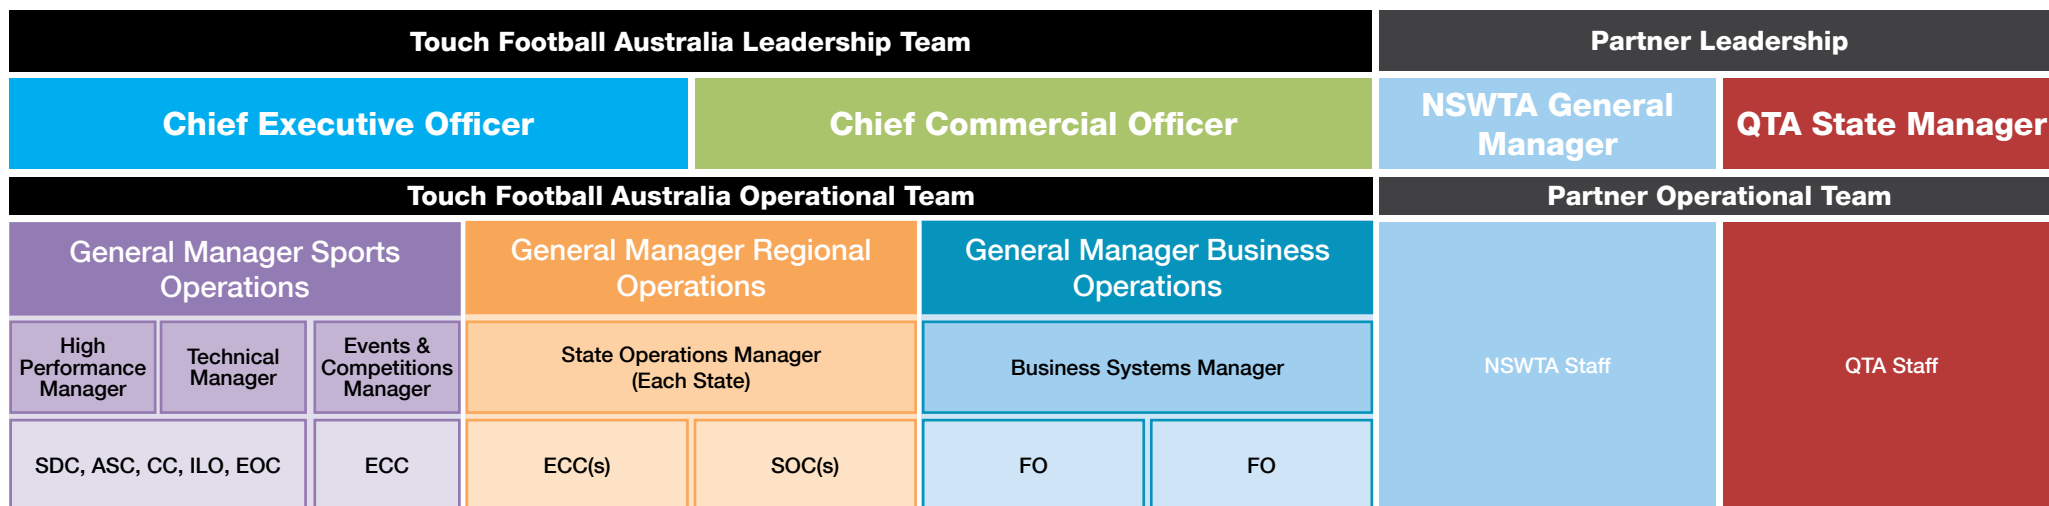 Touch Football Australia Leadership Team
Partner Leadership
Chief Executive Officer
Chief Commercial Officer
NSWTA General
Manager
QTA State Manager
Touch Football Australia Operational Team
Partner Operational Team
General Manager Sports
Operations
General Manager Regional
Operations
General Manager Business
Operations
High
Performance
Manager
Technical
Manager
Events &
Competitions
Manager
State Operations Manager
(Each State)
Business Systems Manager
NSWTA Staff
QTA Staff
SDC, ASC, CC, ILO, EOC
ECC
ECC(s)
SOC(s)
FO
FO